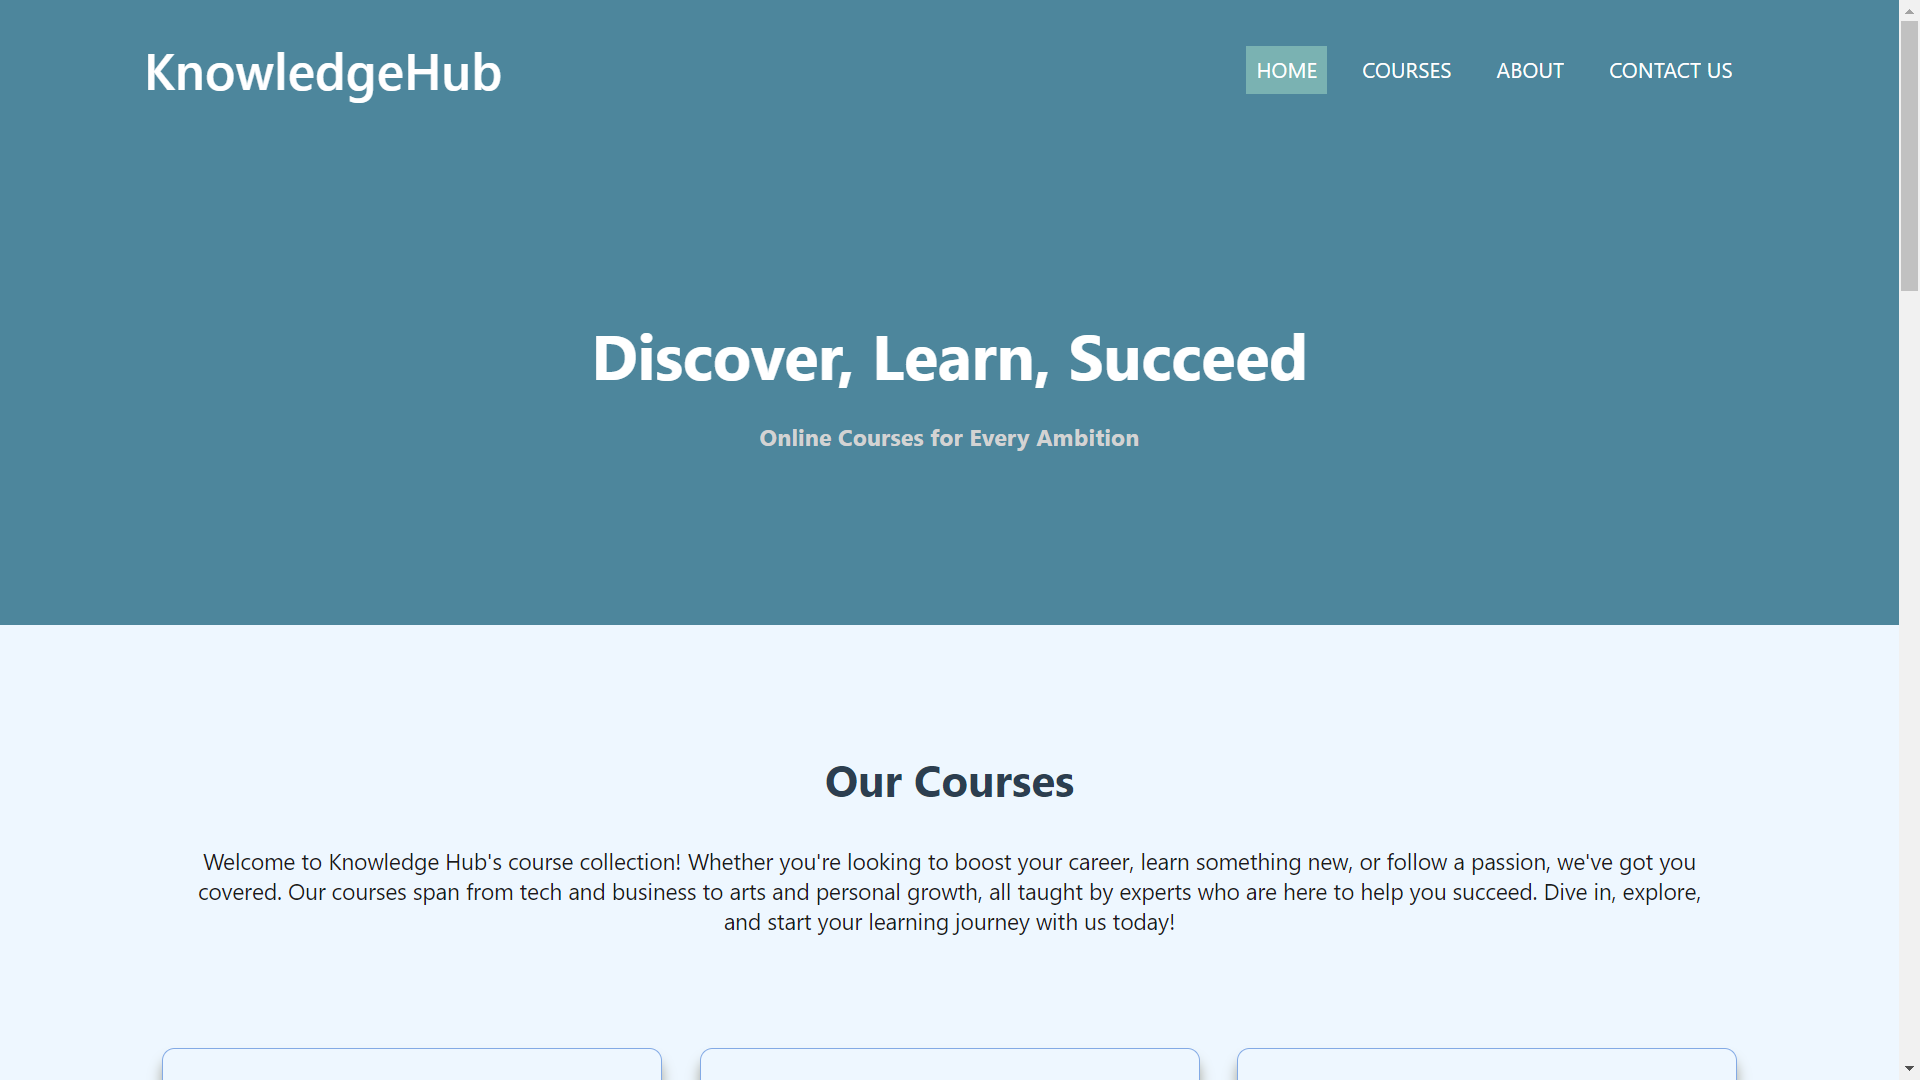 KnowledgeHub
HOME
COURSES
ABOUT
CONTACT US
Discover, Learn, Succeed
Online Courses for Every Ambition
Our Courses
Welcome to Knowledge Hub's course collection! Whether you're looking to boost your career, learn something new, or follow a passion, we've got you
covered. Our courses span from tech and business to arts and personal growth, all taught by experts who are here to help you succeed. Dive in, explore,
and start your learning journey with us today!